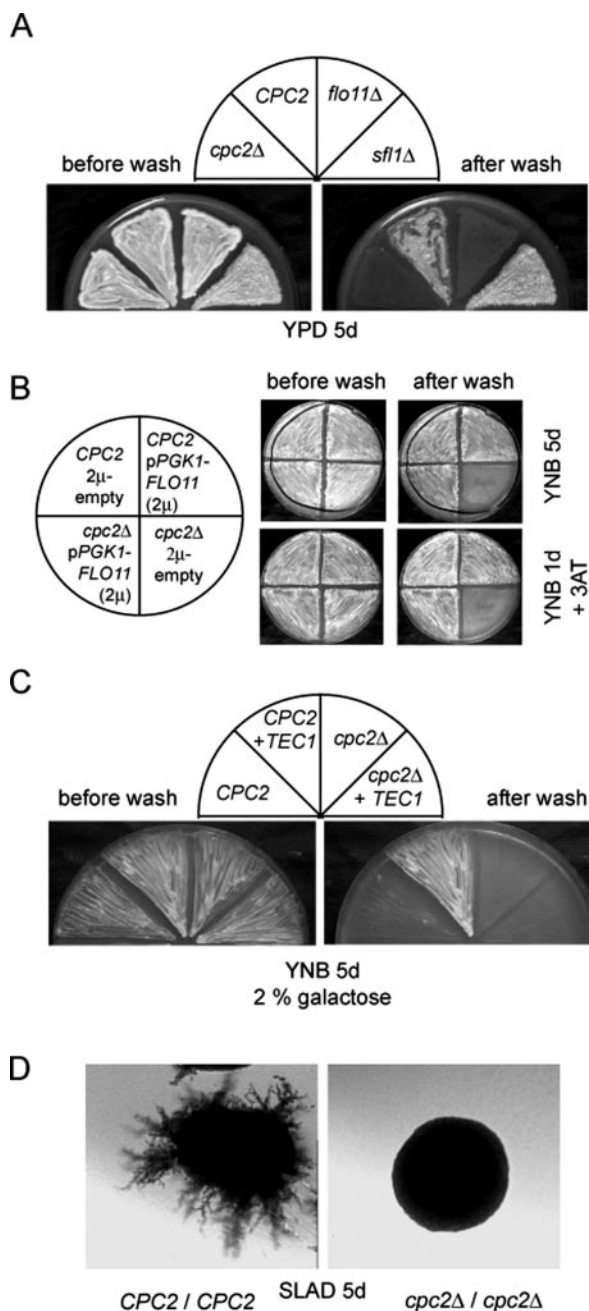 A
CPC2
flo11Δ
cpc2Δ
sfl1Δ
before wash
after wash
YPD 5d
B
before wash
after wash
CPC2
2μ-
empty
CPC2
pPGK1-
FLO11
(2μ)
cpc2Δ
pPGK1-
FLO11
(2μ)
cpc2Δ
2μ-
empty
YNB 5d
YNB 1d
+ 3AT
C
CPC2
+TEC1
cpc2Δ
CPC2
cpc2Δ
+ TEC1
before wash
after wash
YNB 5d
2 % galactose
D
CPC2 / CPC2
SLAD 5d
cpc2Δ / cpc2Δ